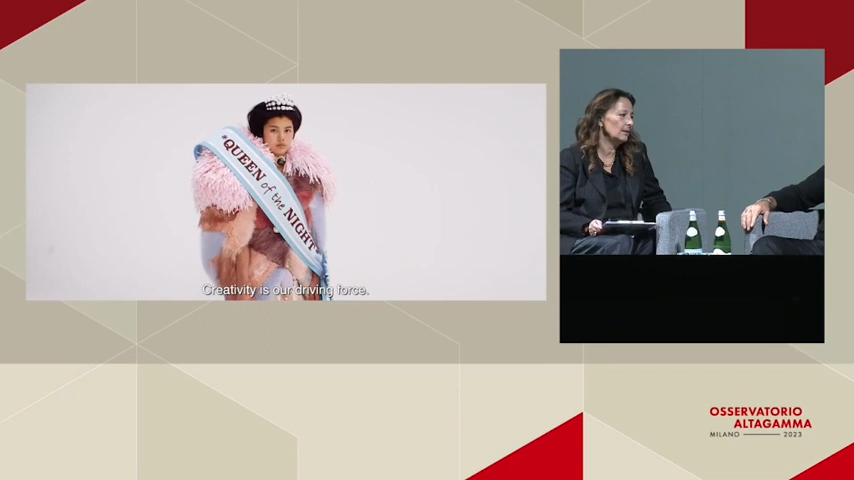 *QUEEN of the NIGHT
Creativity is our driving force.
OSSERVATORIO
ALTAGAMMA
MILANO 2023